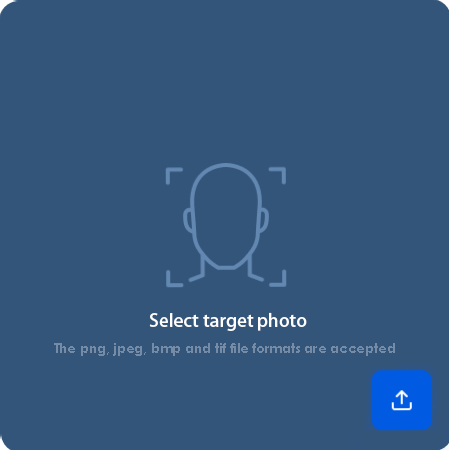 Select target photo
The png, jpeg, bmp and tif file formats are accepted